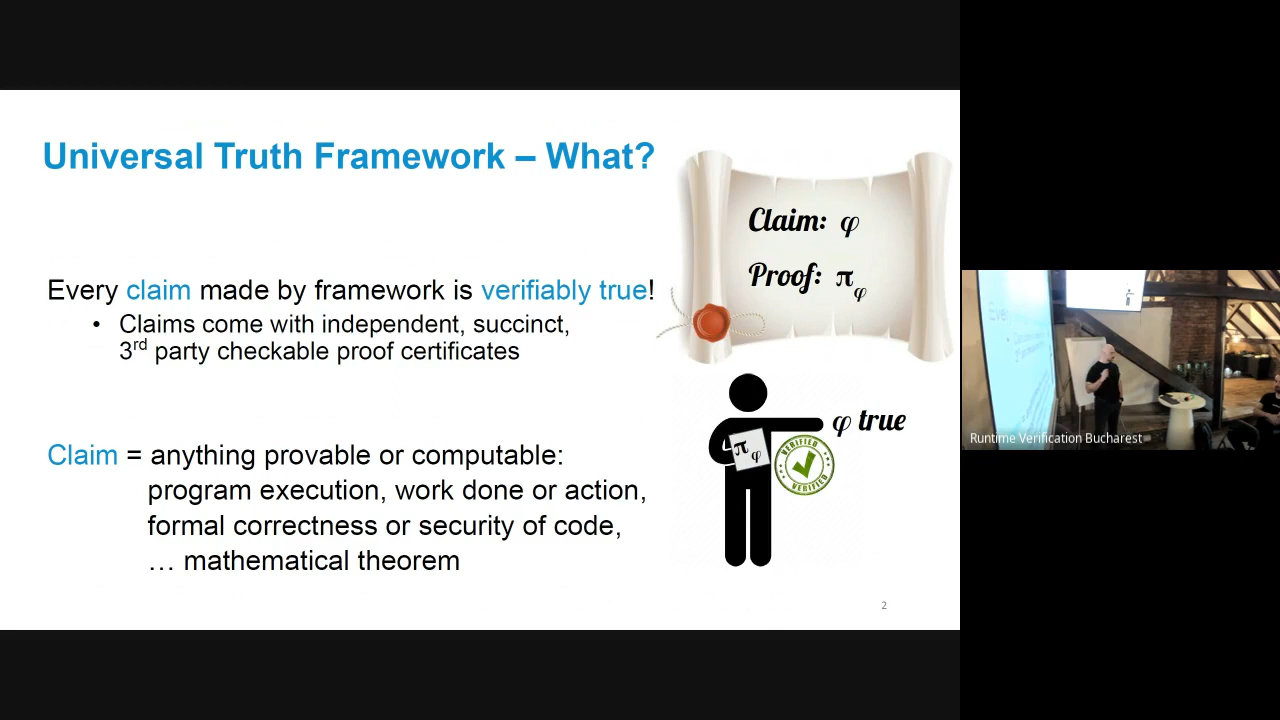 Universal Truth Framework – What?
Claim: φ
Proof: π φ
Every claim made by framework is verifiably true!
• Claims come with independent, succinct,
3rd party checkable proof certificates
φ true
π φ
VERIFIED
VERIFIED
Claim = anything provable or computable:
program execution, work done or action,
formal correctness or security of code,
… mathematical theorem
2
Runtime Verification Bucharest